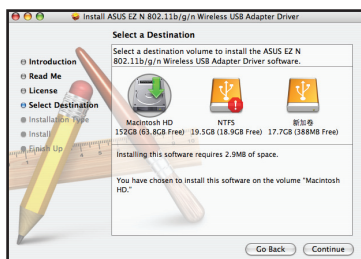 Install ASUS EZ N 802.11b/g/n Wireless USB Adapter Driver
Select a Destination
Introduction
Read Me
License
Select Destination
Installation Type
Install
Finish Up
Select a destination volume to install the ASUS EZ N
802.11b/g/n Wireless USB Adapter Driver software.
Macintosh HD
152GB (63.8GB Free)
NTFS
19.5GB (18.9GB Free)
新加卷
17.7GB (388MB Free)
Installing this software requires 2.9MB of space.
You have chosen to install this software on the volume "Macintosh
HD."
Go Back
Continue